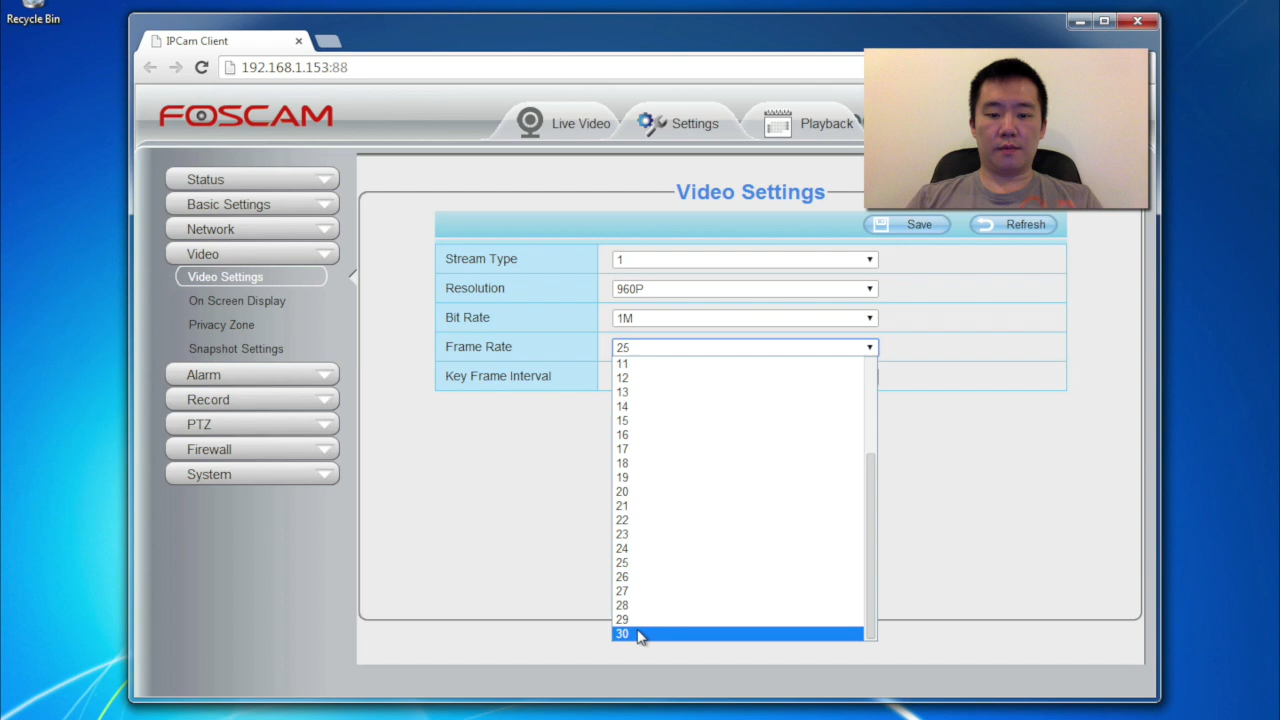 Recycle Bin
IPCam Client
192.168.1.153:88
FOSCAM
Live Video
Settings
Playback
Status
Basic Settings
Network
Video
Video Settings
On Screen Display
Privacy Zone
Snapshot Settings
Alarm
Record
PTZ
Firewall
System
Video Settings
Save
Refresh
Stream Type
1
Resolution
960P
Bit Rate
1M
Frame Rate
25
Key Frame Interval
11
12
13
14
15
16
17
18
19
20
21
22
23
24
25
26
27
28
29
30